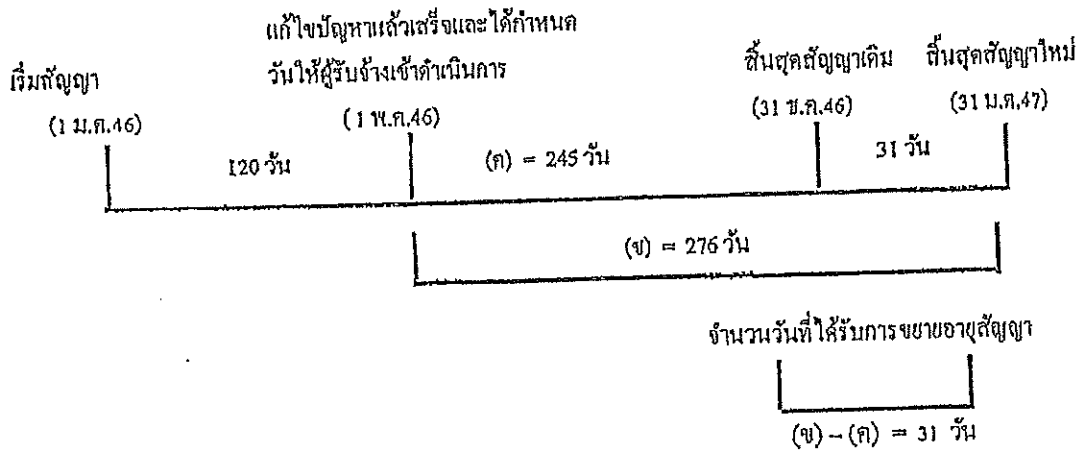 แก้ไขปัญหาแล้วเสร็จและได้กำหนด
วันให้ผู้รับจ้างเข้าดำเนินการ
เริ่มสัญญา
สิ้นสุดสัญญาเดิม
สิ้นสุดสัญญาใหม่
(1 ม.ค.46)
(1 พ.ค.46)
(31 ธ.ค.46)
(31 ม.ค.47)
120 วัน
(ค) = 245 วัน
31 วัน
(ข) = 276 วัน
จำนวนวันที่ได้รับการขยายอายุสัญญา
(ข) – (ค) = 31 วัน